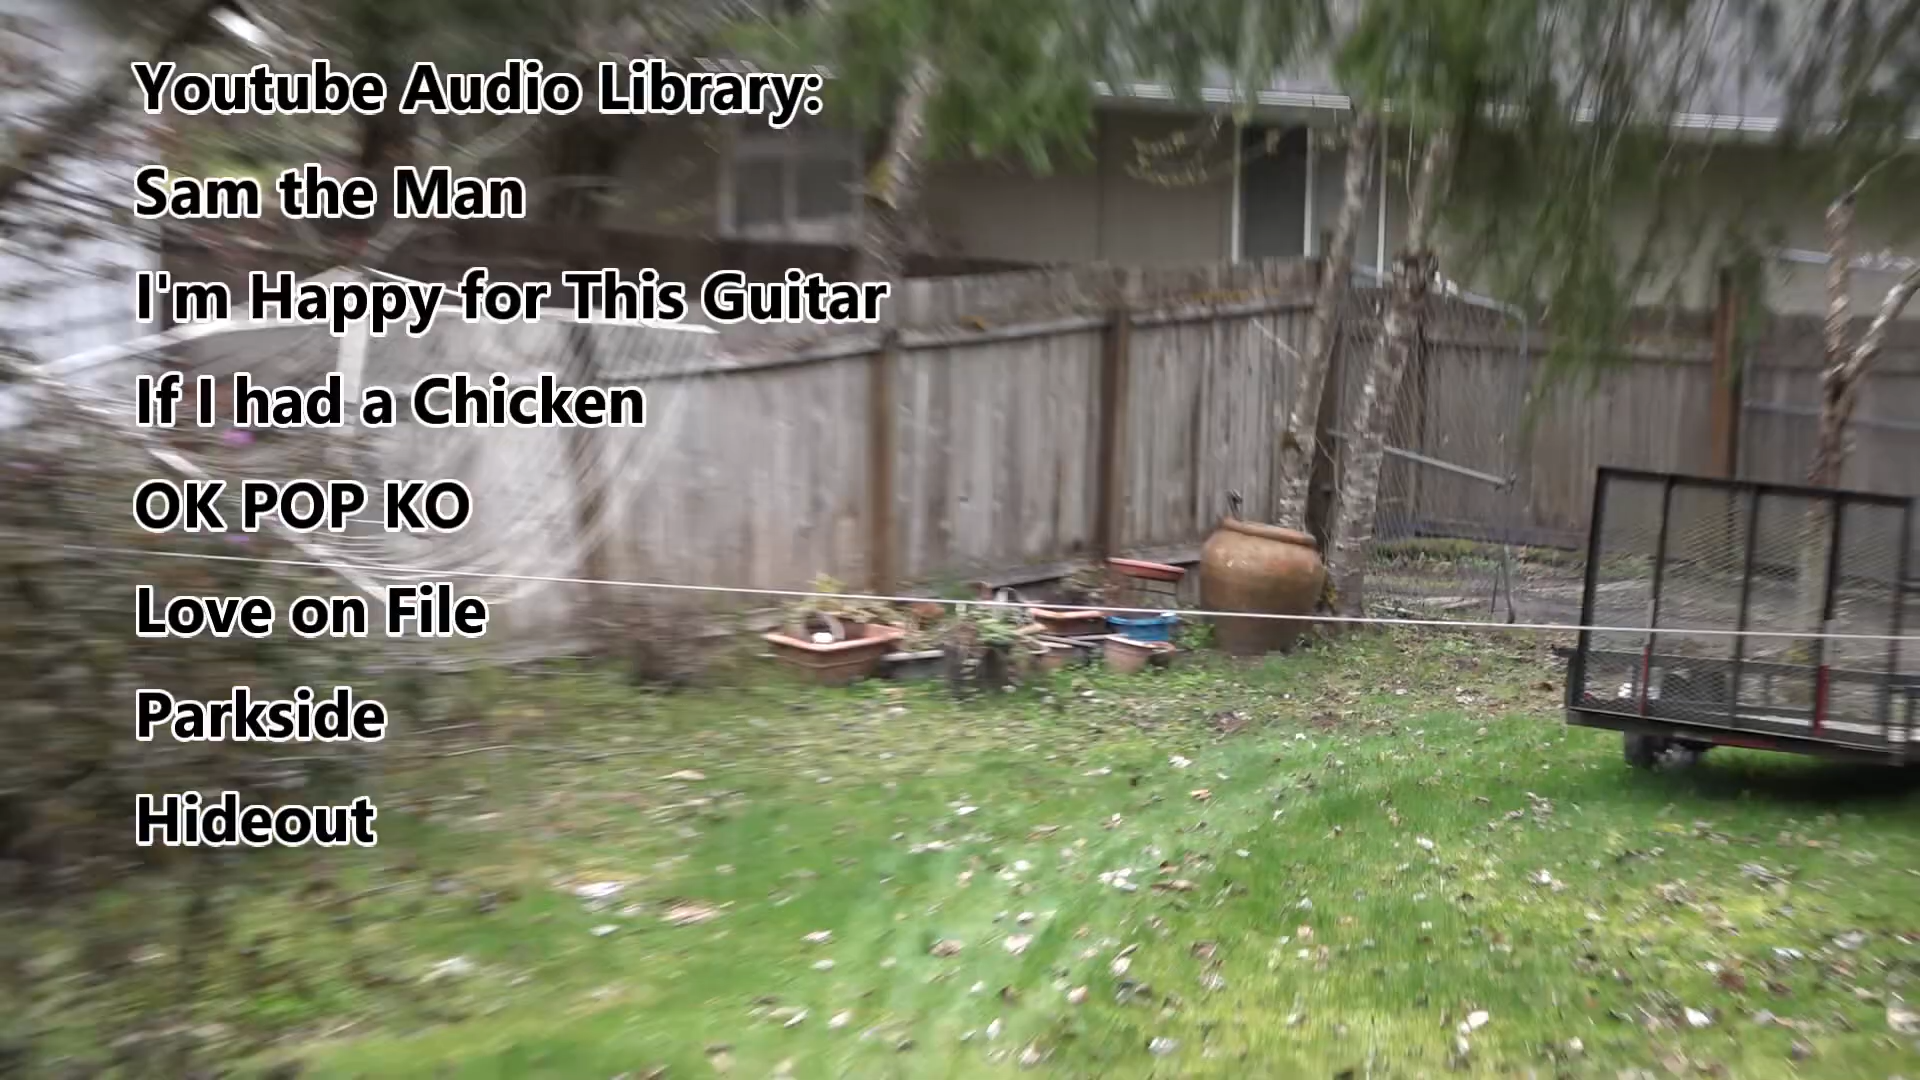 Youtube Audio Library:
Sam the Man
I'm Happy for This Guitar
If I had a Chicken
OK POP KO
Love on File
Parkside
Hideout